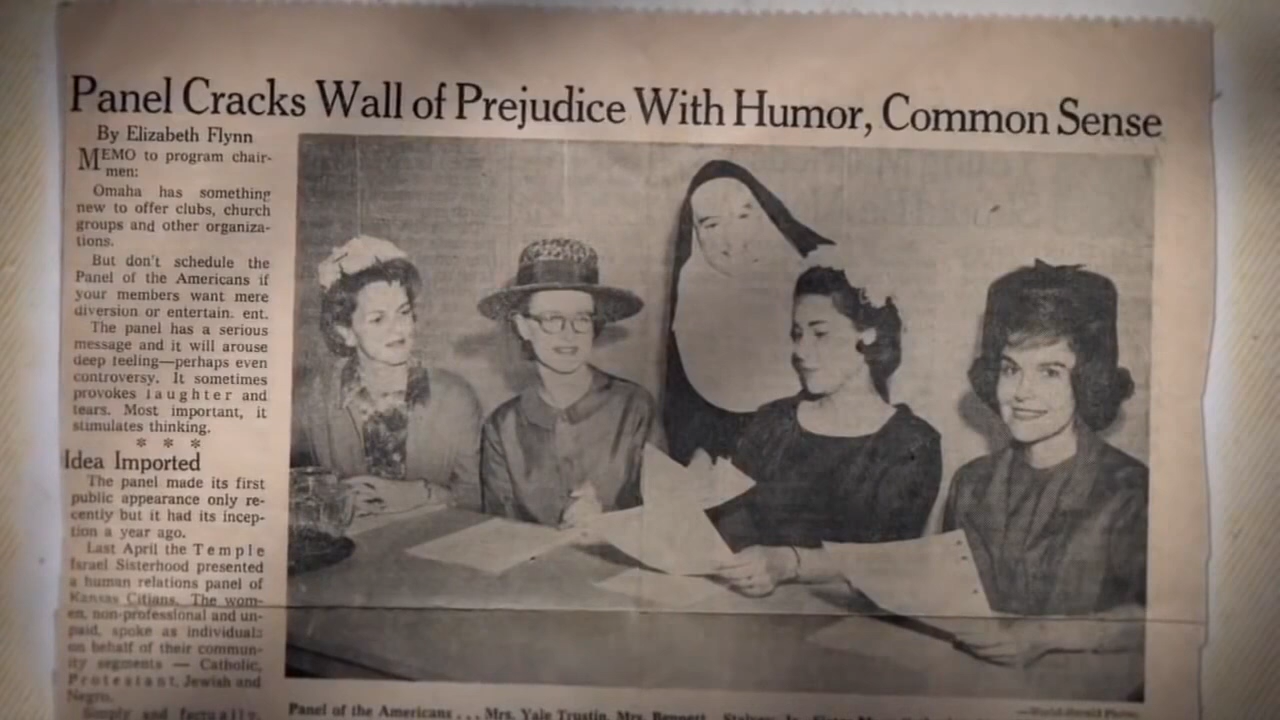 Panel Cracks Wall of Prejudice With Humor, Common Sense
By Elizabeth Flynn
MEMO to program chair-
men:
Omaha has something
new to offer clubs, church
groups and other organiza-
tions.
But don't schedule the
Panel of the Americans if
your members want mere
diversion or entertain. ent.
The panel has a serious
message and it will arouse
deep feeling—perhaps even
controversy. It sometimes
provokes laughter and
tears. Most important, it
stimulates thinking.
* * *
Idea Imported
The panel made its first
public appearance only re-
cently but it had its incep-
tion a year ago.
Last April the Temple
Israel Sisterhood presented
a human relations panel of
Kansas Citians. The wom-
en, non-professional and un-
paid, spoke as individuals
on behalf of their commun-
ity segments — Catholic,
Protestant, Jewish and
Negro.
Simply and factually,
Panel of the Americans . . . Mrs. Yale Trustin, Mrs. Bennett
—World-Herald Photo.